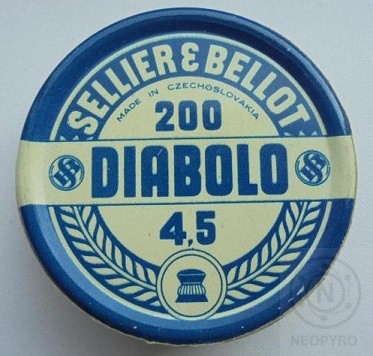 SELLIER & BELLOT
MADE IN CZECHOSLOVAKIA
200
DIABOLO
4,5
N
NEOPYRO